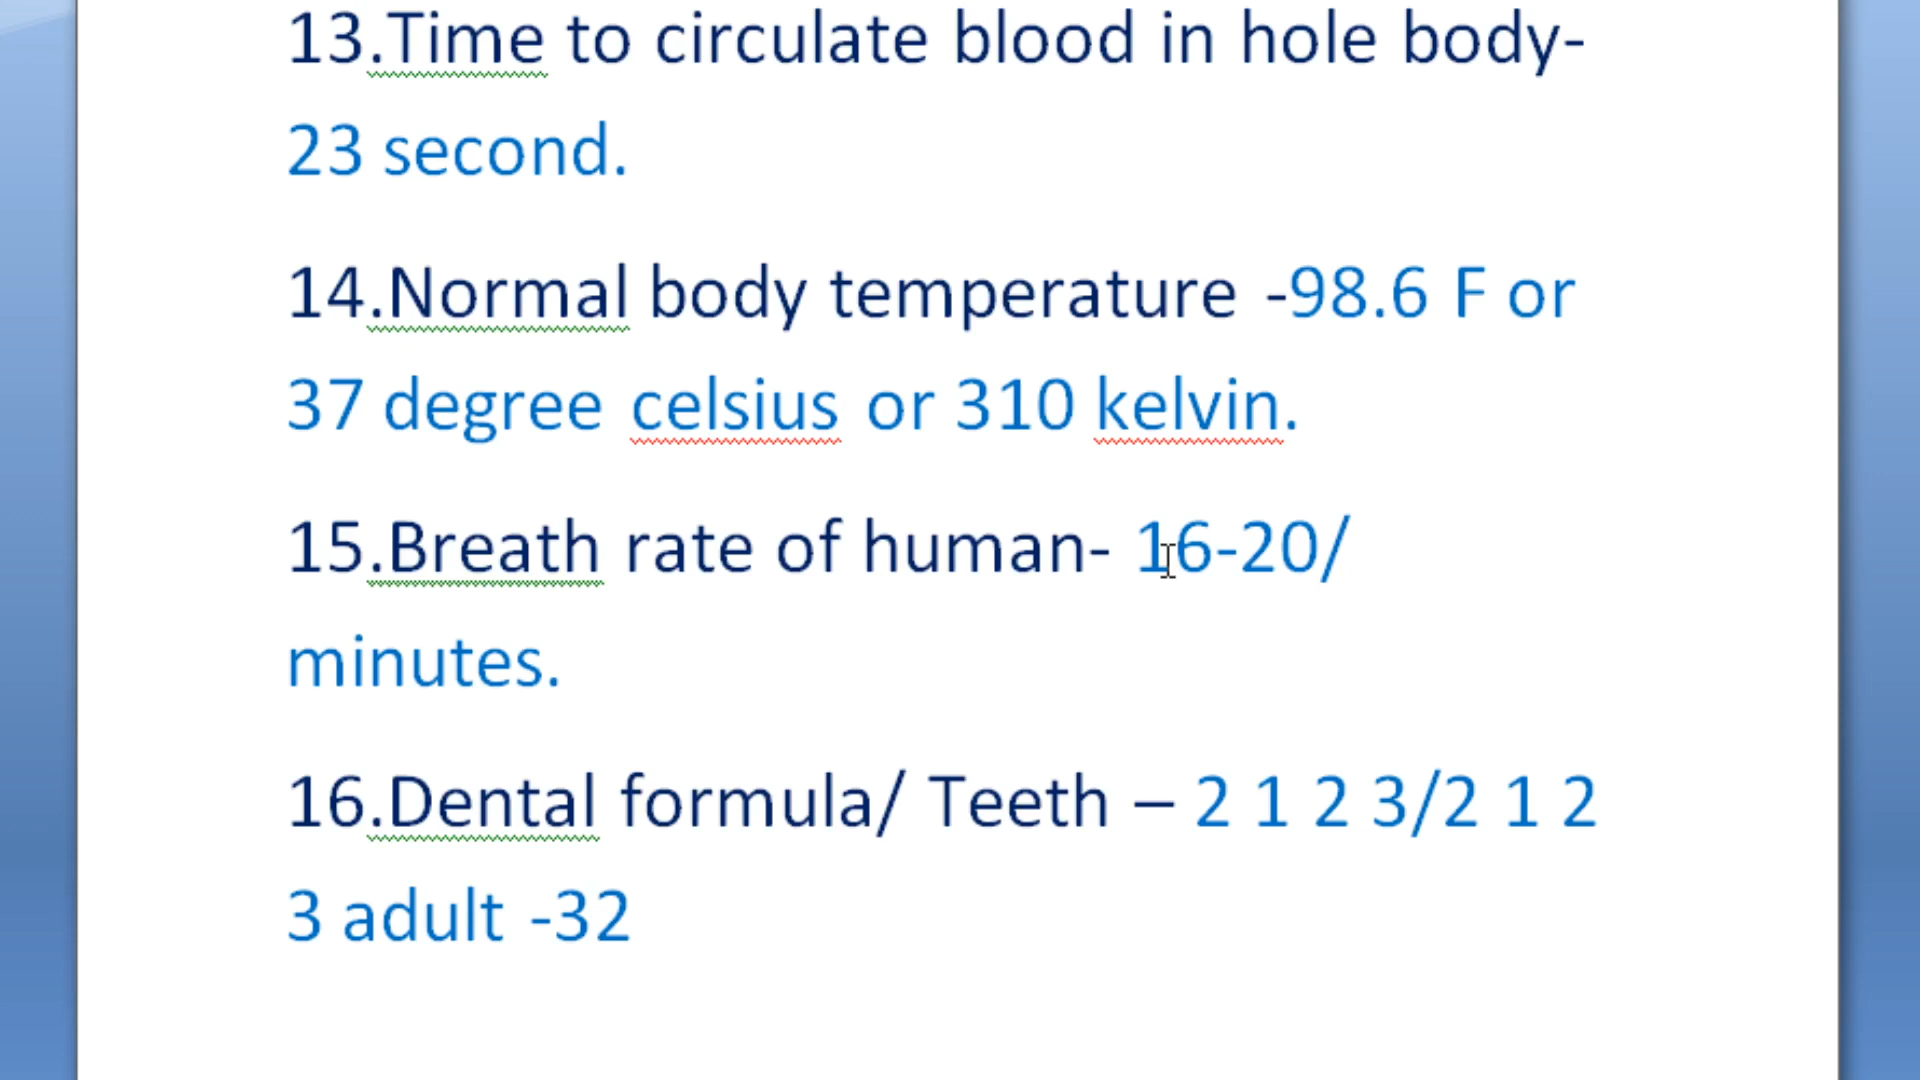 13.Time to circulate blood in hole body-
23 second.
14.Normal body temperature -98.6 F or
37 degree celsius or 310 kelvin.
15.Breath rate of human- 16-20/
minutes.
16.Dental formula/ Teeth – 2 1 2 3/2 1 2
3 adult -32